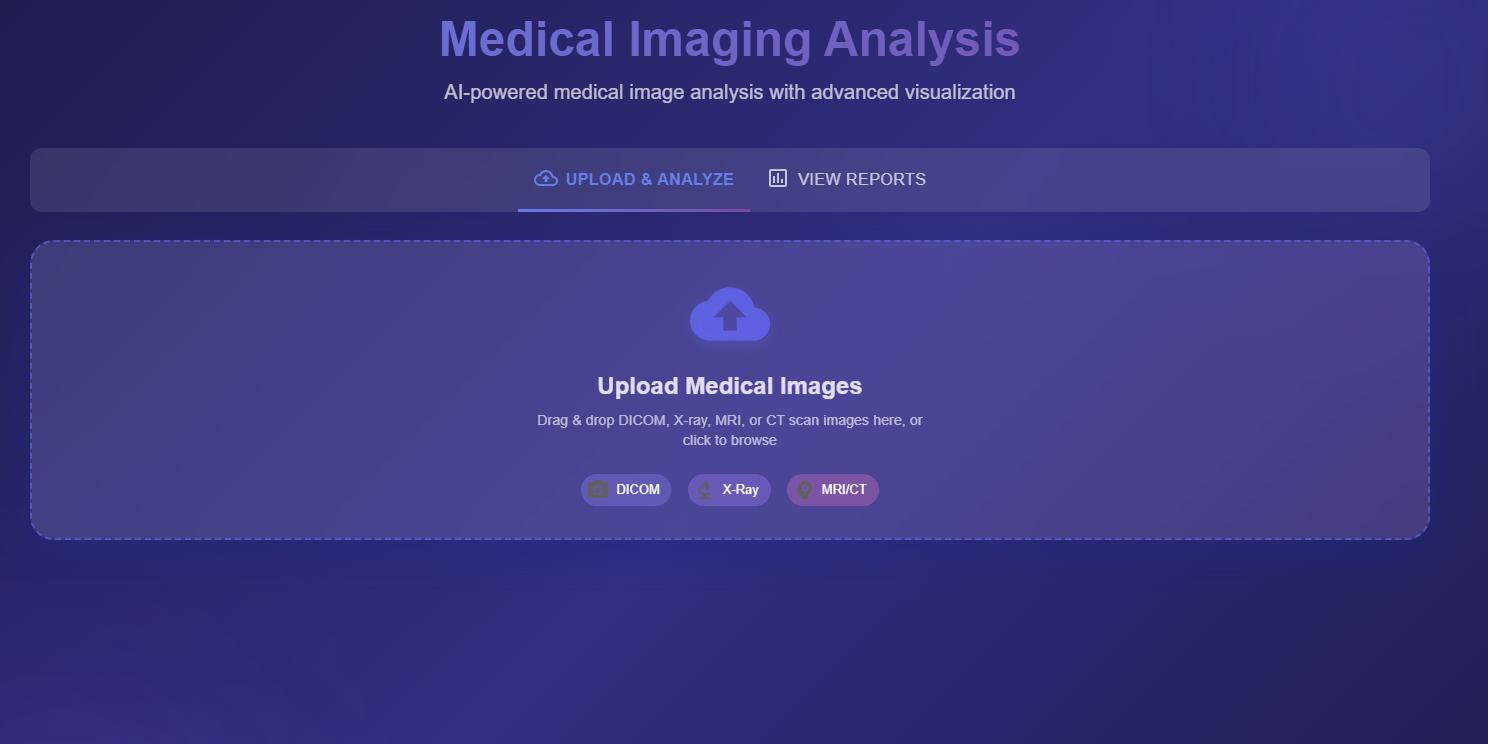 Medical Imaging Analysis
AI-powered medical image analysis with advanced visualization
UPLOAD & ANALYZE
VIEW REPORTS
Upload Medical Images
Drag & drop DICOM, X-ray, MRI, or CT scan images here, or
click to browse
DICOM
X-Ray
MRI/CT